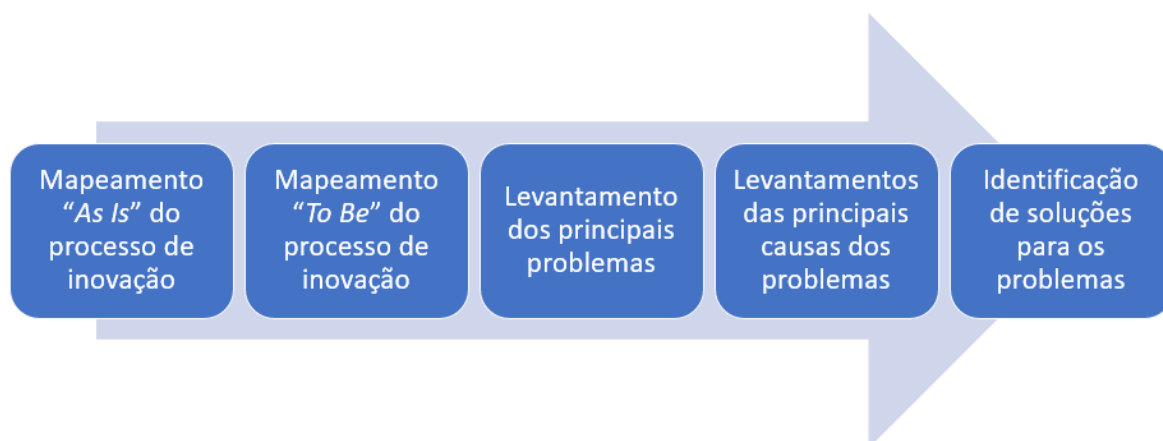 Mapeamento
“As Is” do
processo de
inovação
Mapeamento
“To Be” do
processo de
inovação
Levantamento
dos principais
problemas
Levantamentos
das principais
causas dos
problemas
Identificação
de soluções
para os
problemas